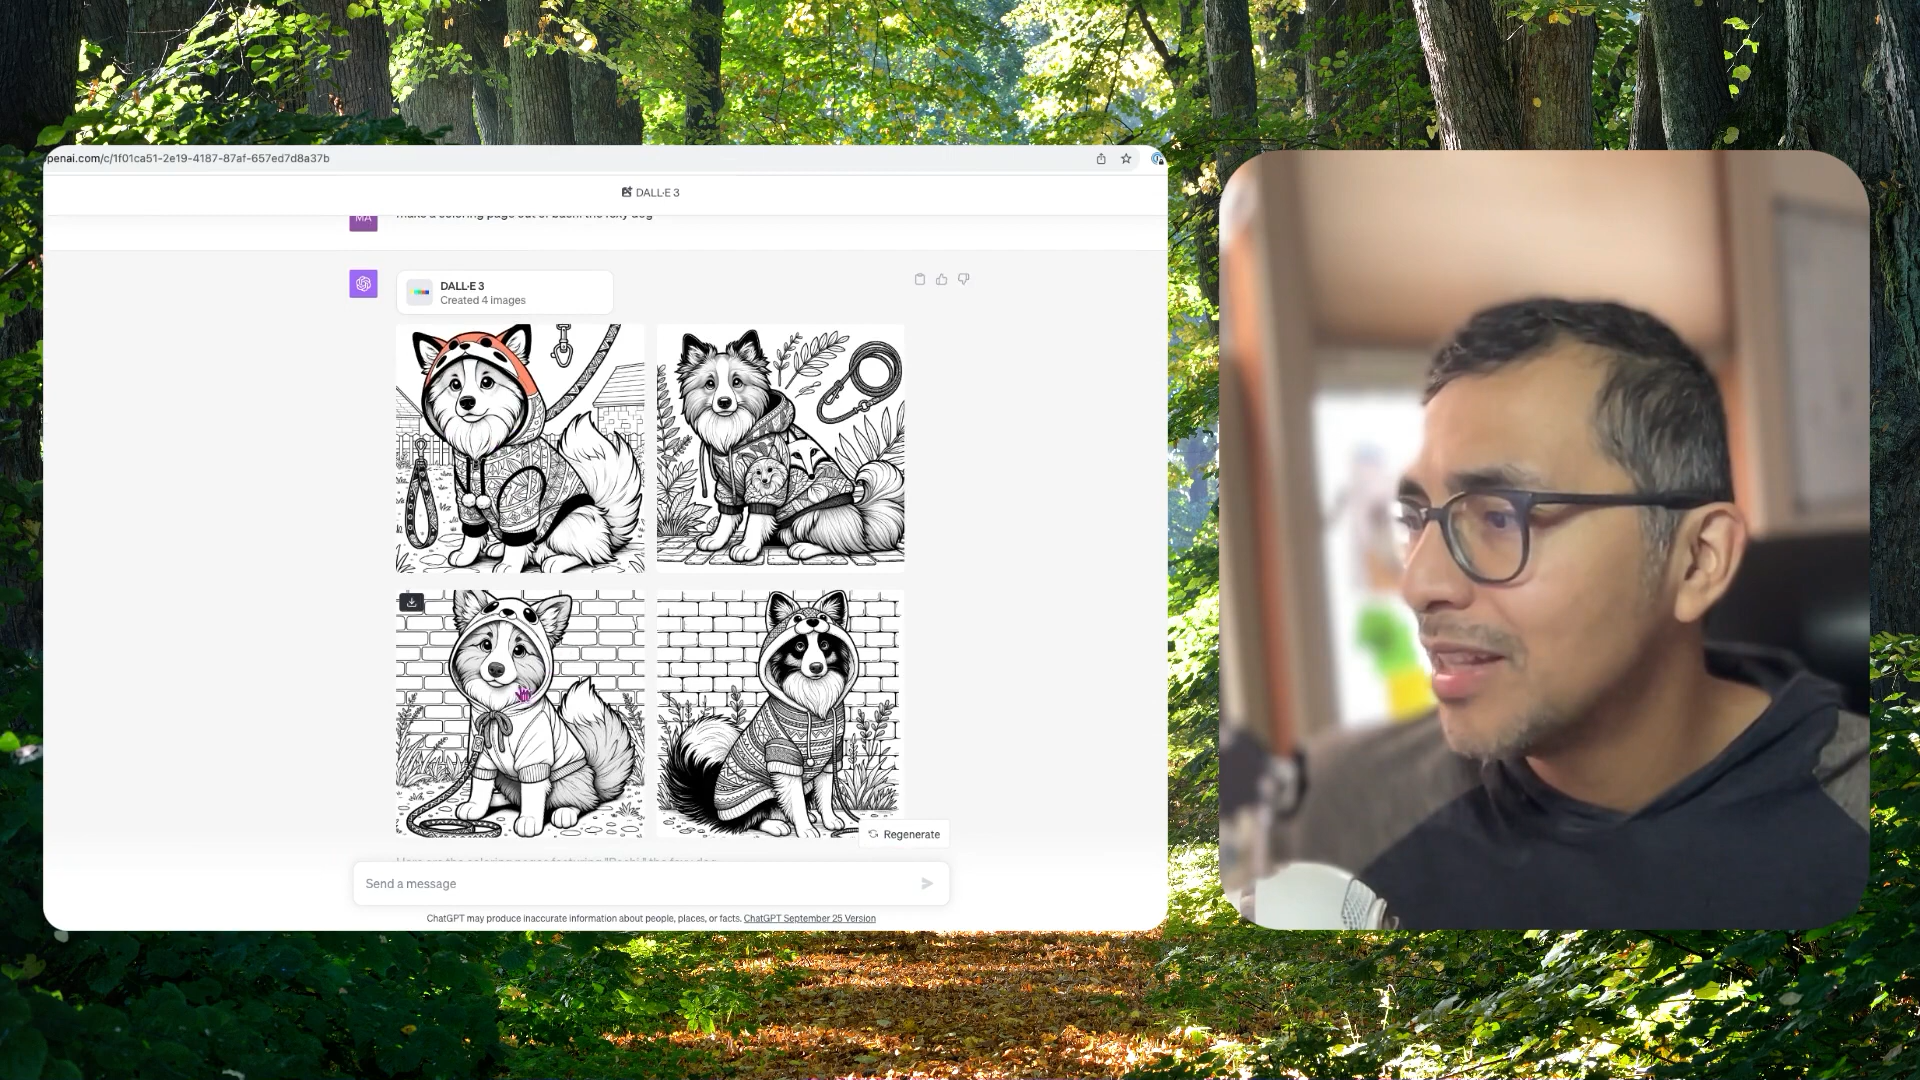 penai.com/c/1f01ca51-2e19-4187-87af-657ed7d8a37b
DALL·E 3
MA
DALL·E 3
Created 4 images
Regenerate
Send a message
ChatGPT may produce inaccurate information about people, places, or facts. ChatGPT September 25 Version